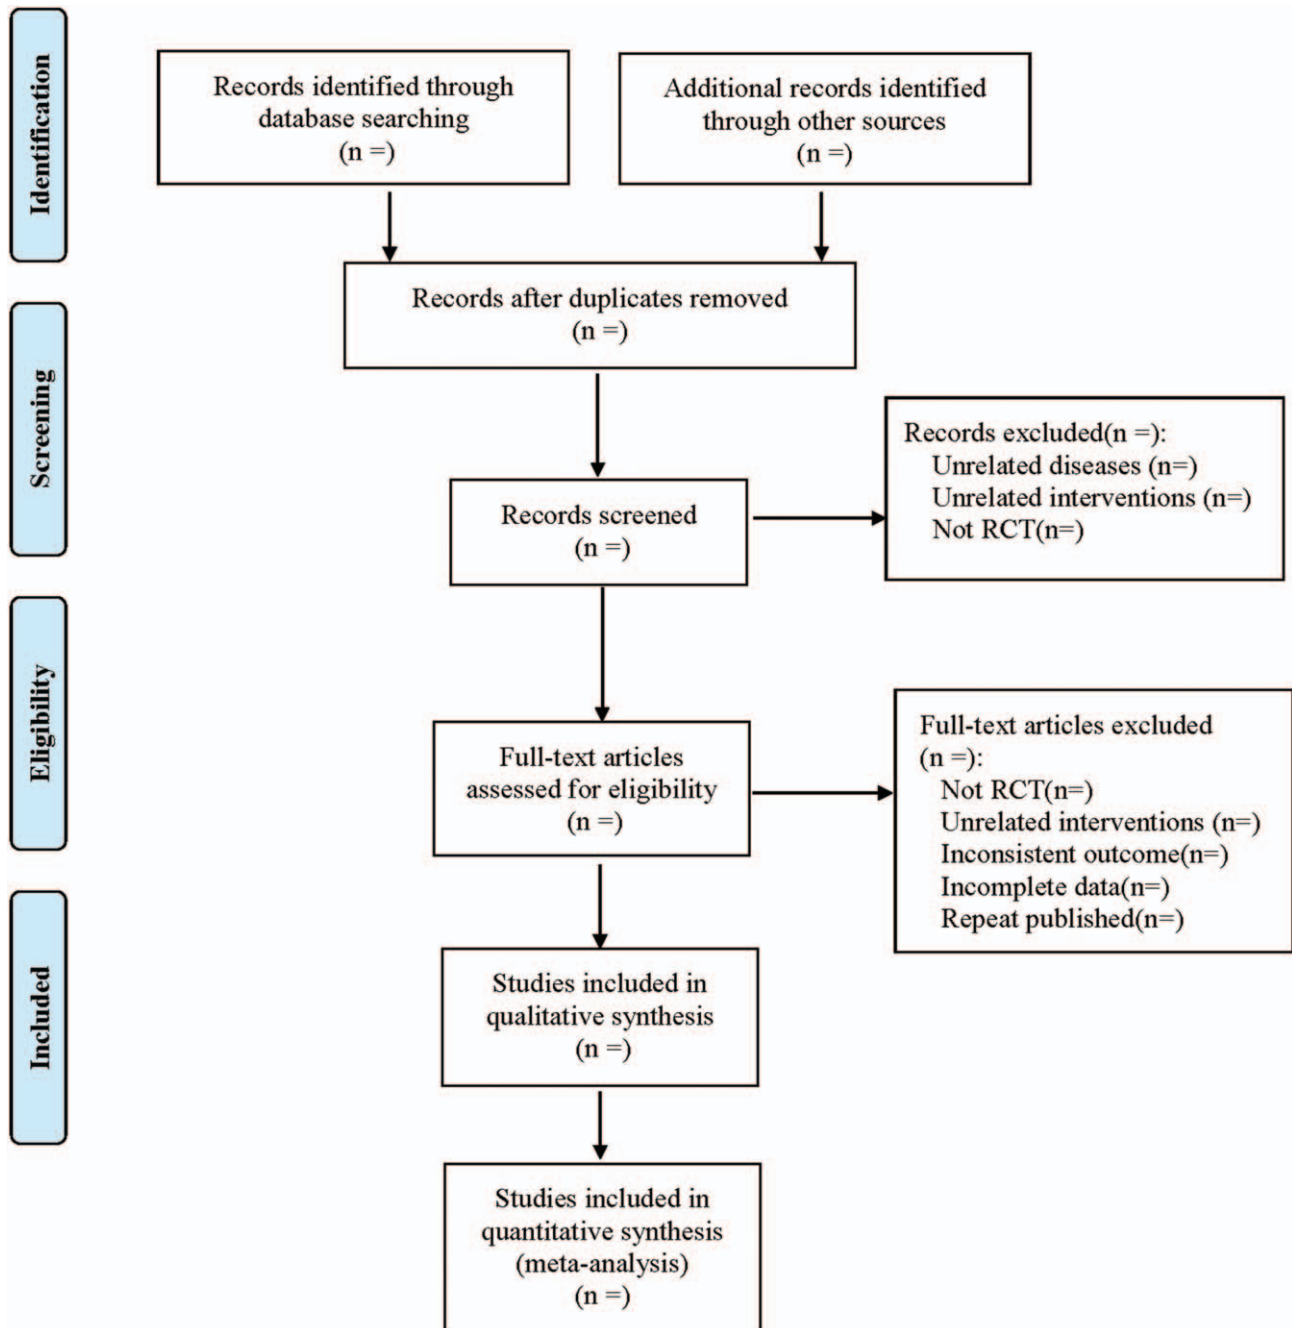 Identification
Records identified through
database searching
(n =)
Additional records identified
through other sources
(n =)
Records after duplicates removed
(n =)
Screening
Records screened
(n =)
Records excluded(n =):
Unrelated diseases (n=)
Unrelated interventions (n=)
Not RCT(n=)
Eligibility
Full-text articles
assessed for eligibility
(n =)
Full-text articles excluded
(n =):
Not RCT(n=)
Unrelated interventions (n=)
Inconsistent outcome(n=)
Incomplete data(n=)
Repeat published(n=)
Included
Studies included in
qualitative synthesis
(n =)
Studies included in
quantitative synthesis
(meta-analysis)
(n =)